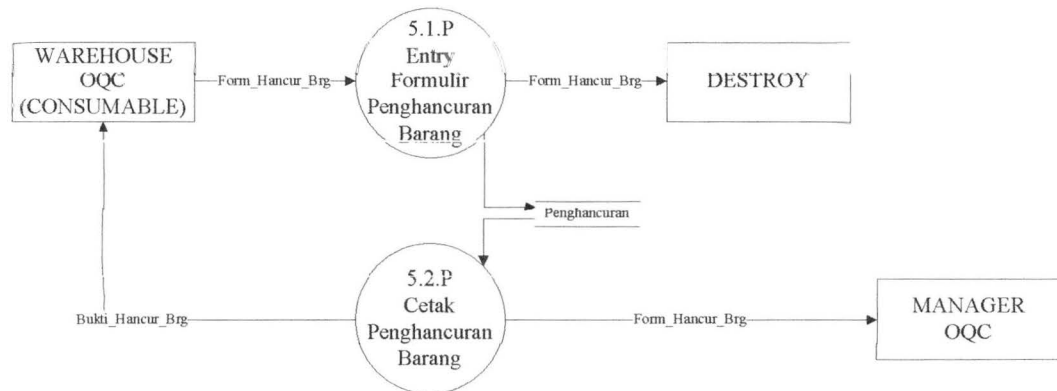 WAREHOUSE
OQC
(CONSUMABLE)
Form_Hancur_Brg
5.1.P
Entry
Formulir
Penghancuran
Barang
Form_Hancur_Brg
DESTROY
Penghancuran
5.2.P
Cetak
Penghancuran
Barang
Bukti_Hancur_Brg
Form_Hancur_Brg
MANAGER
OQC